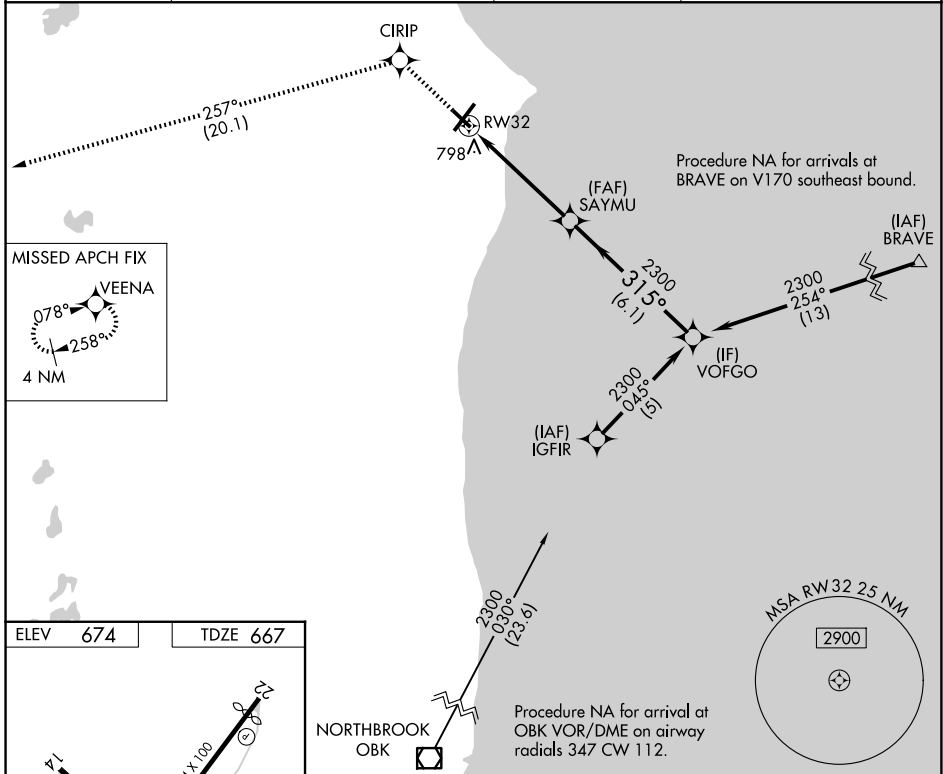 CIRIP
257°
(20.1)
RW32
798
Procedure NA for arrivals at
BRAVE on V170 southeast bound.
(FAF)
SAYMU
(IAF)
BRAVE
2300
315°
(6.1)
2300
254°
(13)
(IF)
VOFGO
2300
045°
(5)
(IAF)
IGFIR
MISSED APCH FIX
VEENA
078°
258°
4 NM
2300
030°
(23.6)
MSA RW32 25 NM
2900
ELEV 674
TDZE 667
22
P
14
X 100
NORTHBROOK
OBK
Procedure NA for arrival at
OBK VOR/DME on airway
radials 347 CW 112.